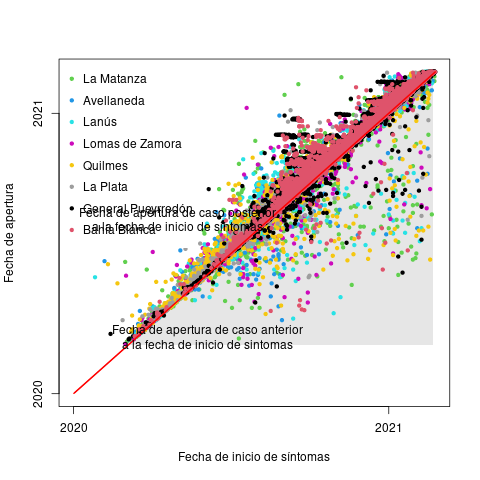 La Matanza
Avellaneda
Lanús
Lomas de Zamora
Quilmes
La Plata
General Pueyrredón
Fecha de apertura de caso posterior
a la fecha de inicio de síntomas
Bahía Blanca
Fecha de apertura de caso anterior
a la fecha de inicio de sintomas
2021
2020
Fecha de apertura
2020
2021
Fecha de inicio de síntomas